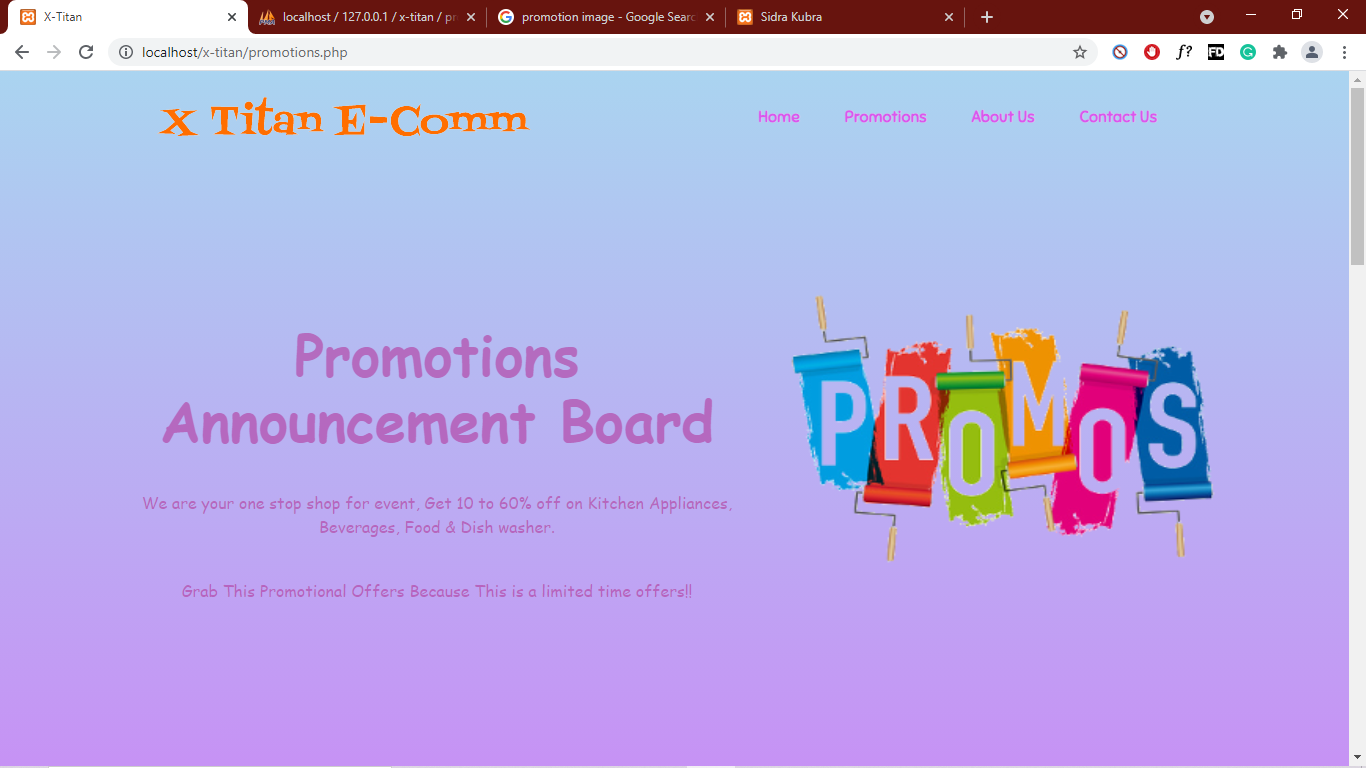 X-Titan
localhost / 127.0.0.1 / x-titan / pr
promotion image - Google Searc
Sidra Kubra
localhost/x-titan/promotions.php
f?
FD
X Titan E-Comm
Home
Promotions
About Us
Contact Us
Promotions
Announcement Board
PROMOS
We are your one stop shop for event, Get 10 to 60% off on Kitchen Appliances,
Beverages, Food & Dish washer.
Grab This Promotional Offers Because This is a limited time offers!!